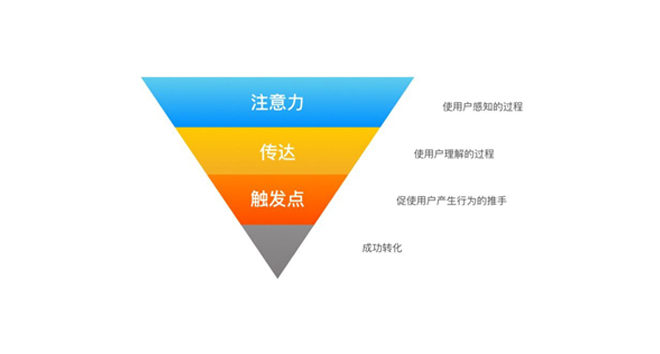 注意力
使用户感知的过程
传达
使用户理解的过程
触发点
促使用户产生行为的推手
成功转化